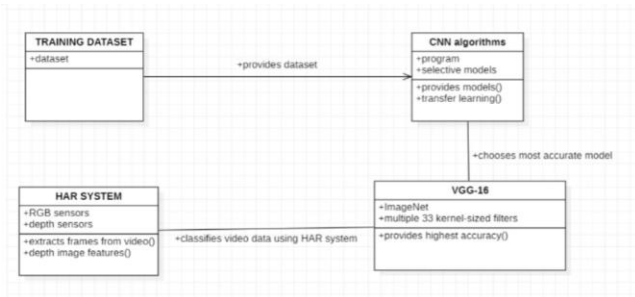 TRAINING DATASET
+dataset
+provides dataset
CNN algorithms
+program
+selective models
+provides models()
+transfer learning()
+chooses most accurate model
VGG-16
+ImageNet
+multiple 33 kernel-sized filters
+provides highest accuracy()
+classifies video data using HAR system
HAR SYSTEM
+RGB sensors
+depth sensors
+extracts frames from video()
+depth image features()